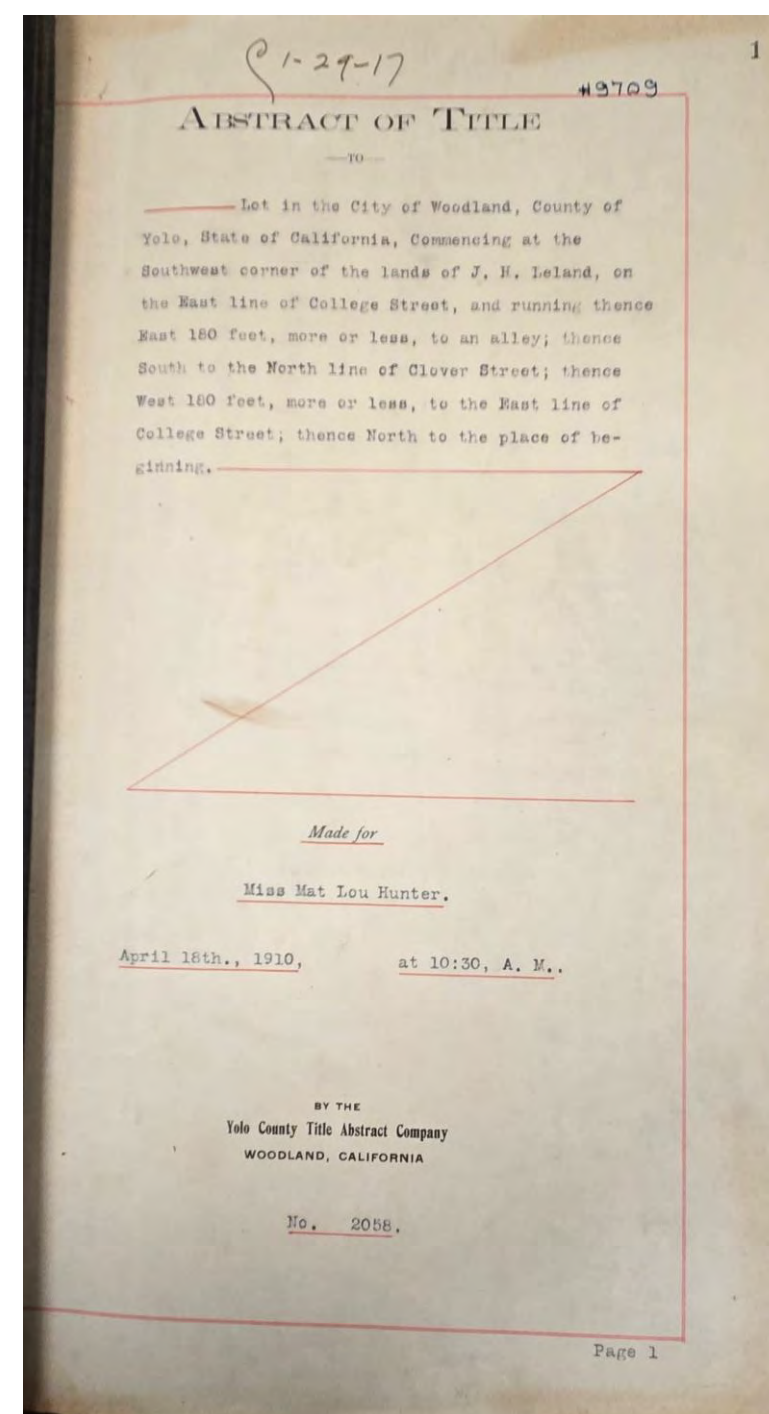 1-29-17
1
#9709
ABSTRACT OF TITLE
TO
Lot in the City of Woodland, County of
Yolo, State of California, Commencing at the
Southwest corner of the lands of J. H. Leland, on
the East line of College Street, and running thence
East 180 feet, more or less, to an alley; thence
South to the North line of Clover Street; thence
West 180 feet, more or less, to the East line of
College Street; thence North to the place of be-
ginning.
Made for
Miss Mat Lou Hunter.
April 18th., 1910, at 10:30, A. M..
BY THE
Yolo County Title Abstract Company
WOODLAND, CALIFORNIA
No. 2058.
Page 1